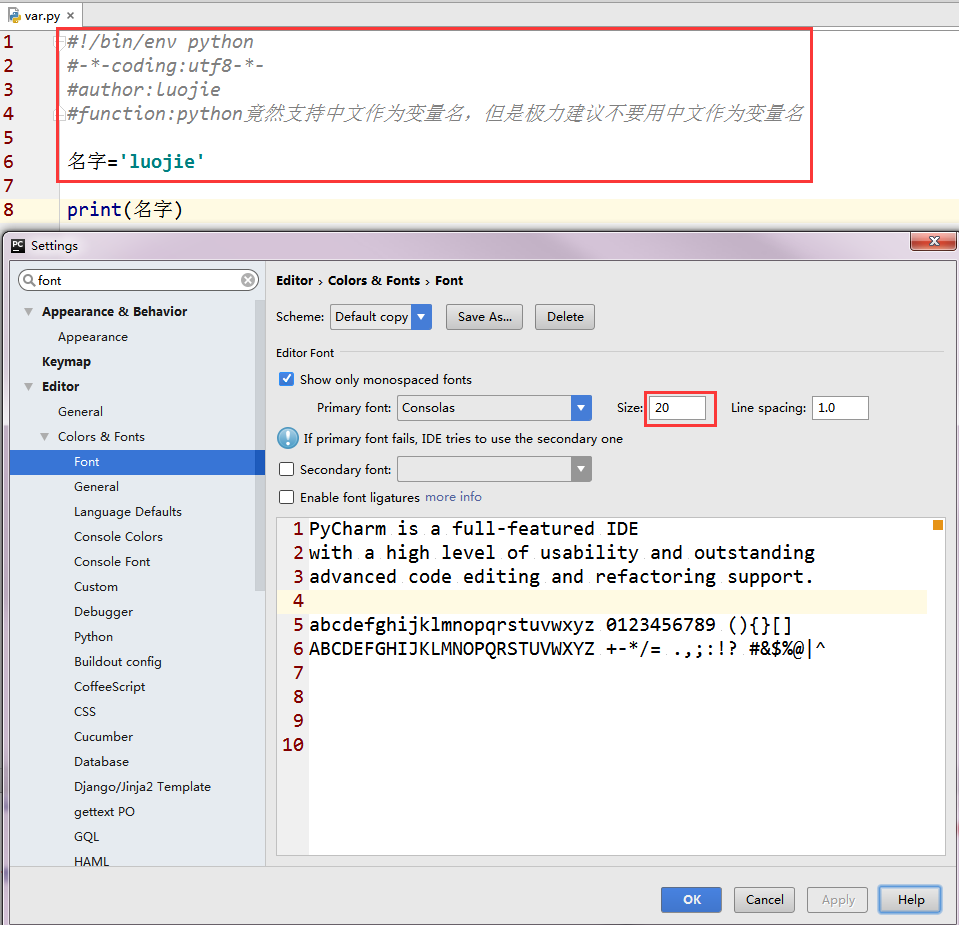 var.py
1 #!/bin/env python
2 #-*-coding:utf8-*-
3 #author:luojie
4 #function:python竟然支持中文作为变量名，但是极力建议不要用中文作为变量名
5
6 名字='luojie'
7
8 print(名字)
PC Settings
font
Appearance & Behavior
Appearance
Keymap
Editor
General
Colors & Fonts
Font
General
Language Defaults
Console Colors
Console Font
Custom
Debugger
Python
Buildout config
CoffeeScript
CSS
Cucumber
Database
Django/Jinja2 Template
gettext PO
GQL
HAML
Editor › Colors & Fonts › Font
Scheme: Default copy Save As... Delete
Editor Font
Show only monospaced fonts
Primary font: Consolas Size: 20 Line spacing: 1.0
If primary font fails, IDE tries to use the secondary one
Secondary font:
Enable font ligatures more info
1 PyCharm is a full-featured IDE
2 with a high level of usability and outstanding
3 advanced code editing and refactoring support.
4
5 abcdefghijklmnopqrstuvwxyz 0123456789 (){}[]
6 ABCDEFGHIJKLMNOPQRSTUVWXYZ +-*/= .,;:!? #&$%@|^
7
8
9
10
OK Cancel Apply Help